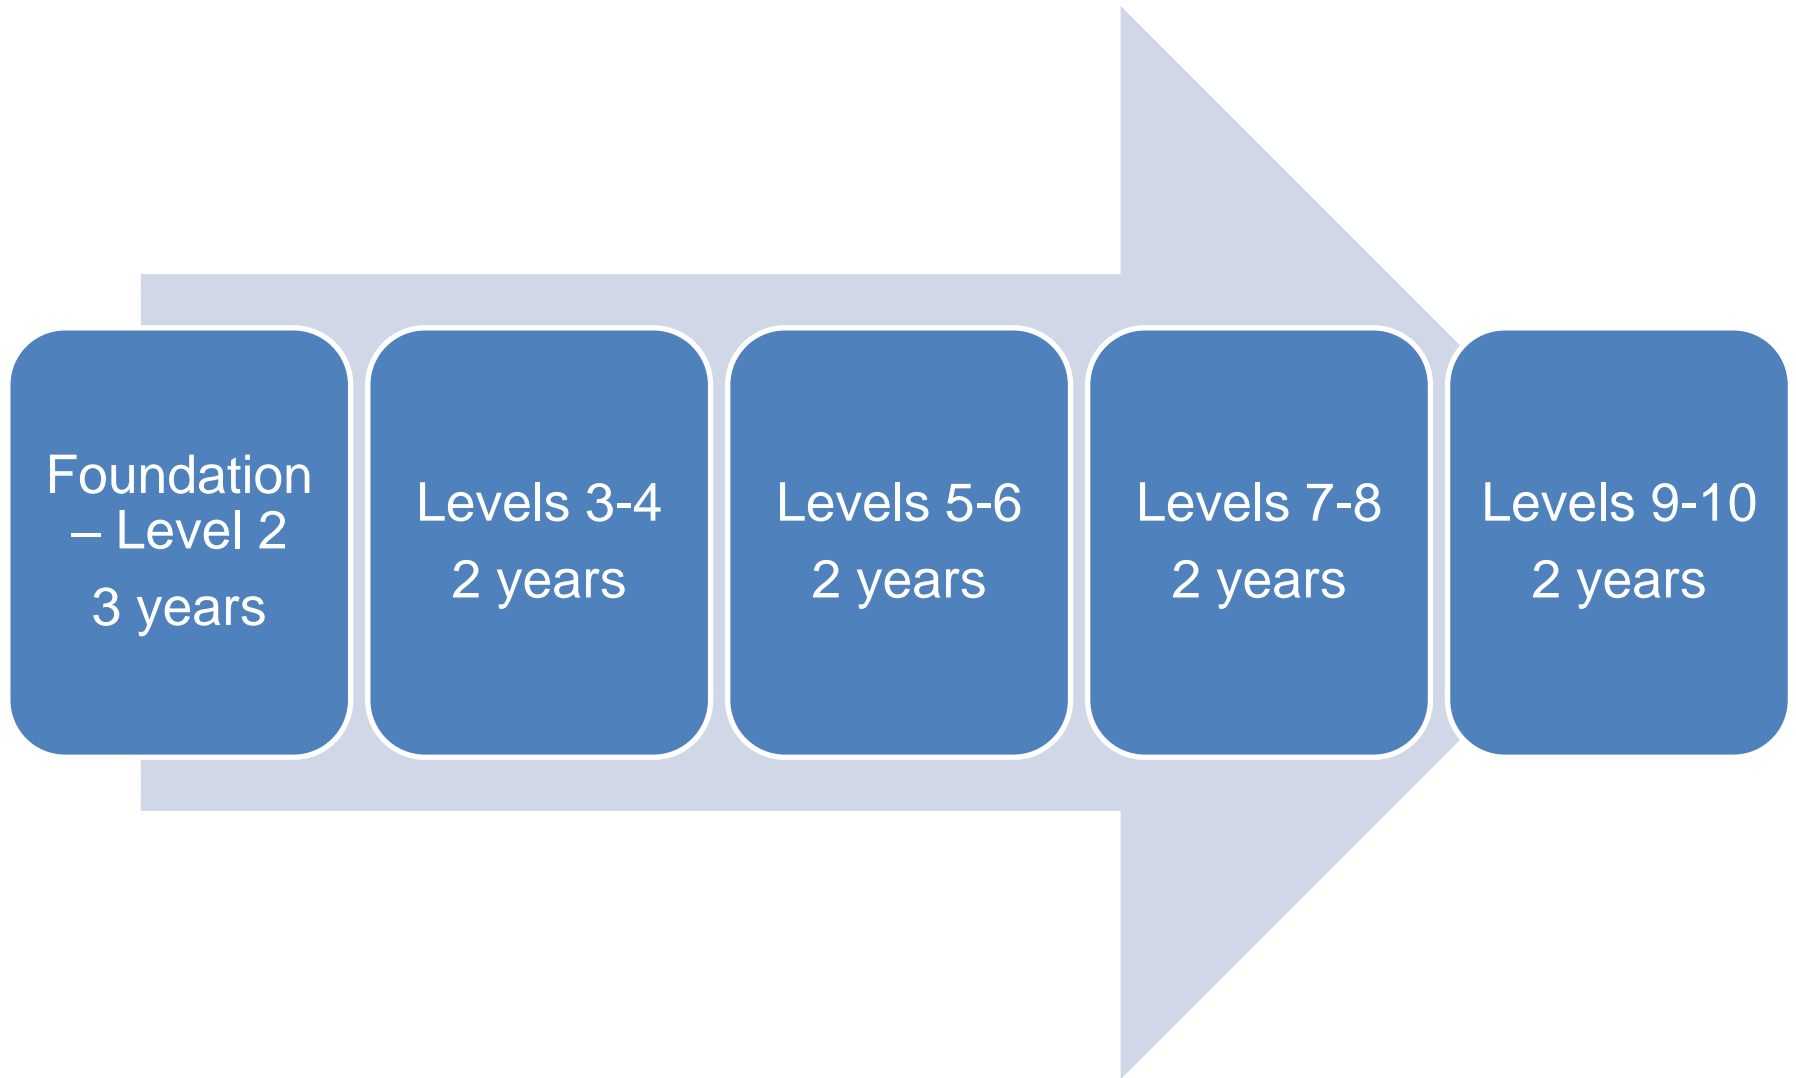 Foundation
– Level 2
3 years
Levels 3-4
2 years
Levels 5-6
2 years
Levels 7-8
2 years
Levels 9-10
2 years